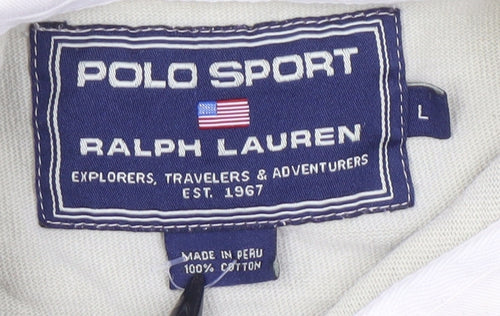 POLO SPORT
RALPH LAUREN
EXPLORERS, TRAVELERS & ADVENTURERS
EST. 1967
L
MADE IN PERU
100% COTTON